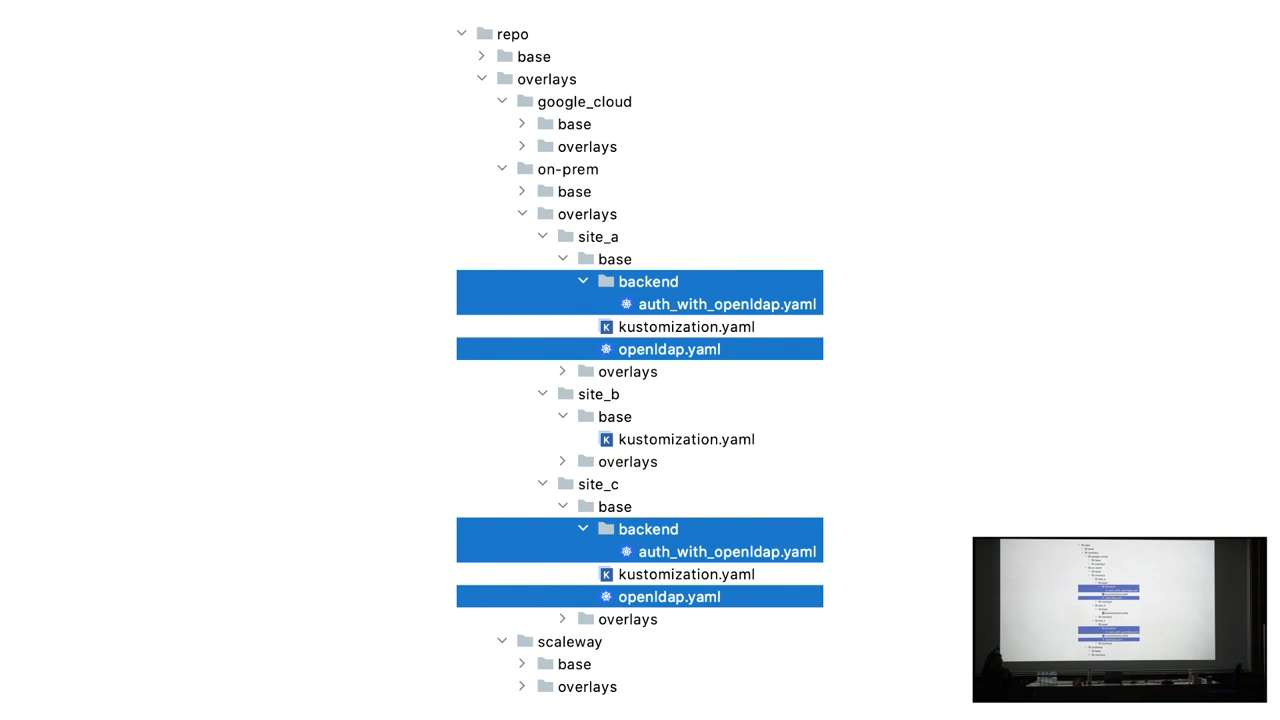 repo
base
overlays
google_cloud
base
overlays
on-prem
base
overlays
site_a
base
backend
auth_with_openldap.yaml
kustomization.yaml
openldap.yaml
overlays
site_b
base
kustomization.yaml
overlays
site_c
base
backend
auth_with_openldap.yaml
kustomization.yaml
openldap.yaml
overlays
scaleway
base
overlays